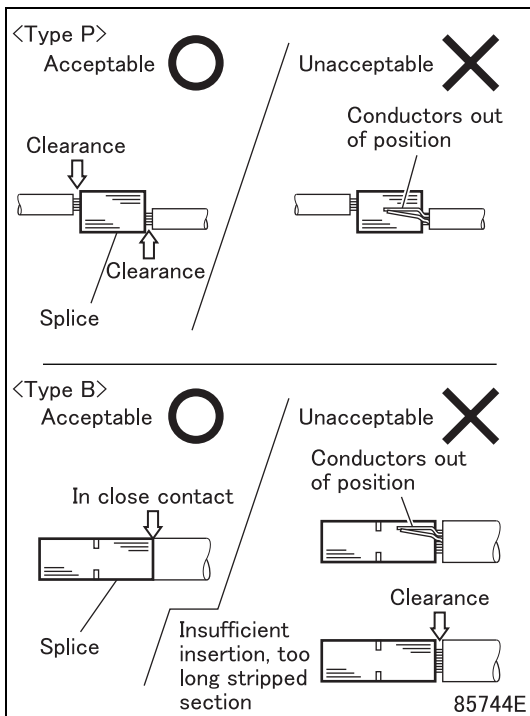 <Type P>
Acceptable
Unacceptable
Clearance
Clearance
Splice
Conductors out
of position
<Type B>
Acceptable
Unacceptable
In close contact
Splice
Conductors out
of position
Clearance
Insufficient
insertion, too
long stripped
section
85744E